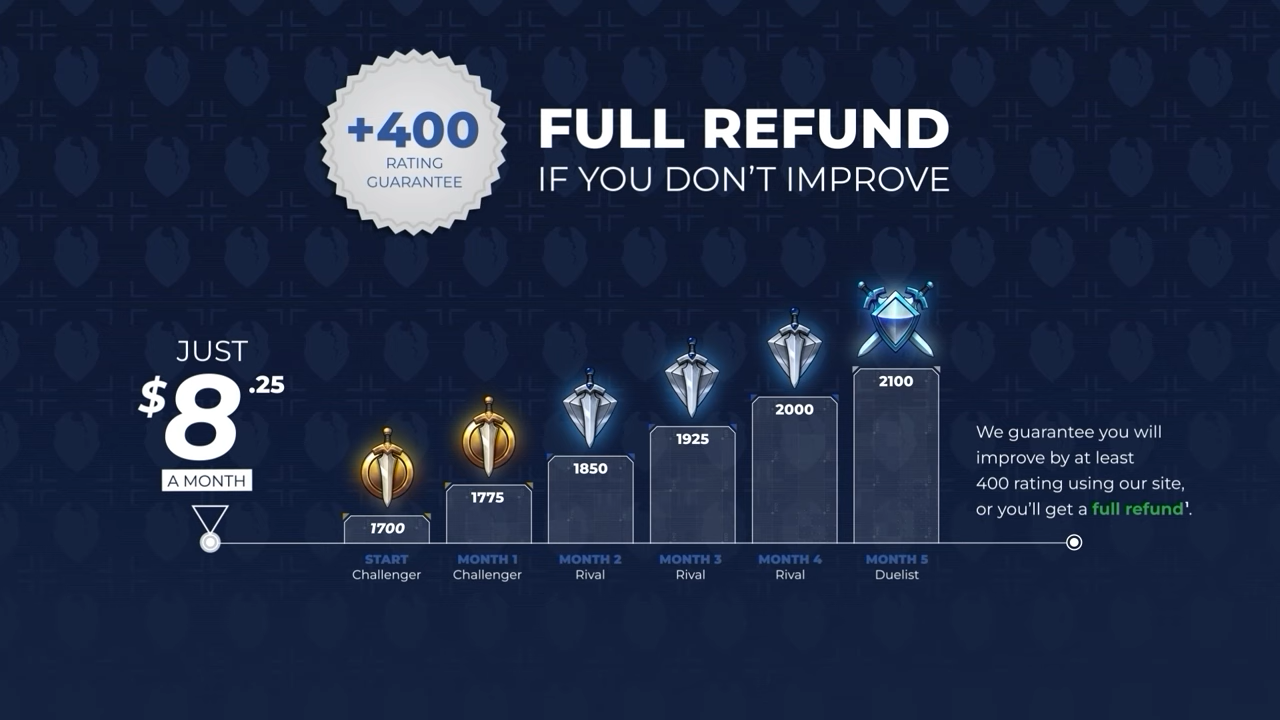 +400
RATING
GUARANTEE
FULL REFUND
IF YOU DON'T IMPROVE
JUST
$8.25
A MONTH
1700
1775
1850
1925
2000
2100
START
Challenger
MONTH 1
Challenger
MONTH 2
Rival
MONTH 3
Rival
MONTH 4
Rival
MONTH 5
Duelist
We guarantee you will
improve by at least
400 rating using our site,
or you'll get a full refund¹.